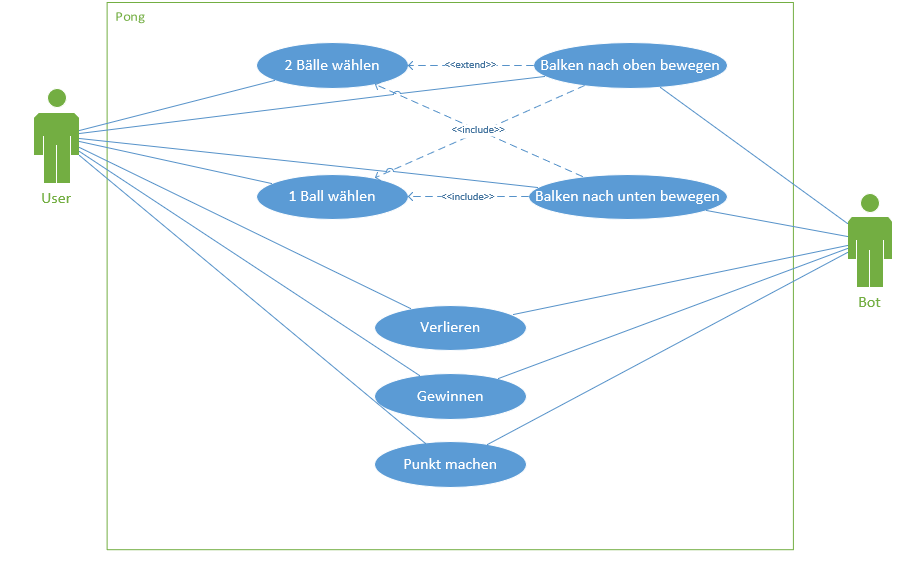 Pong
2 Bälle wählen
<<extend>>
Balken nach oben bewegen
<<include>>
User
1 Ball wählen
<<include>>
Balken nach unten bewegen
Bot
Verlieren
Gewinnen
Punkt machen